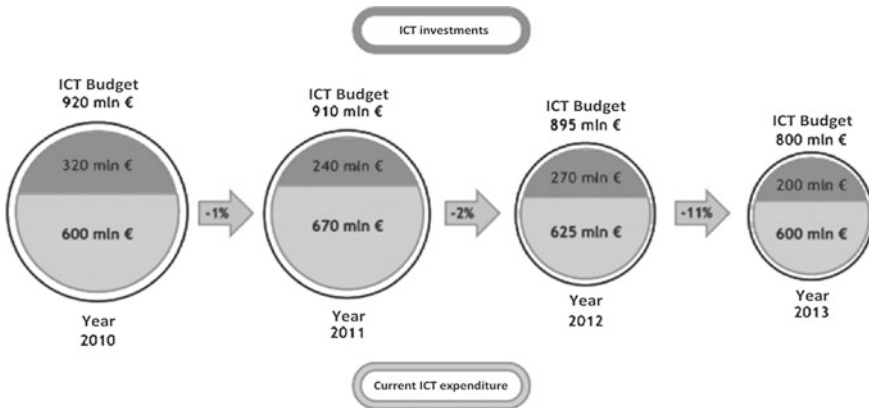 ICT investments
ICT Budget
920 mln €
320 mln €
600 mln €
Year
2010
-1%
ICT Budget
910 mln €
240 mln €
670 mln €
Year
2011
-2%
ICT Budget
895 mln €
270 mln €
625 mln €
Year
2012
-11%
ICT Budget
800 mln €
200 mln €
600 mln €
Year
2013
Current ICT expenditure